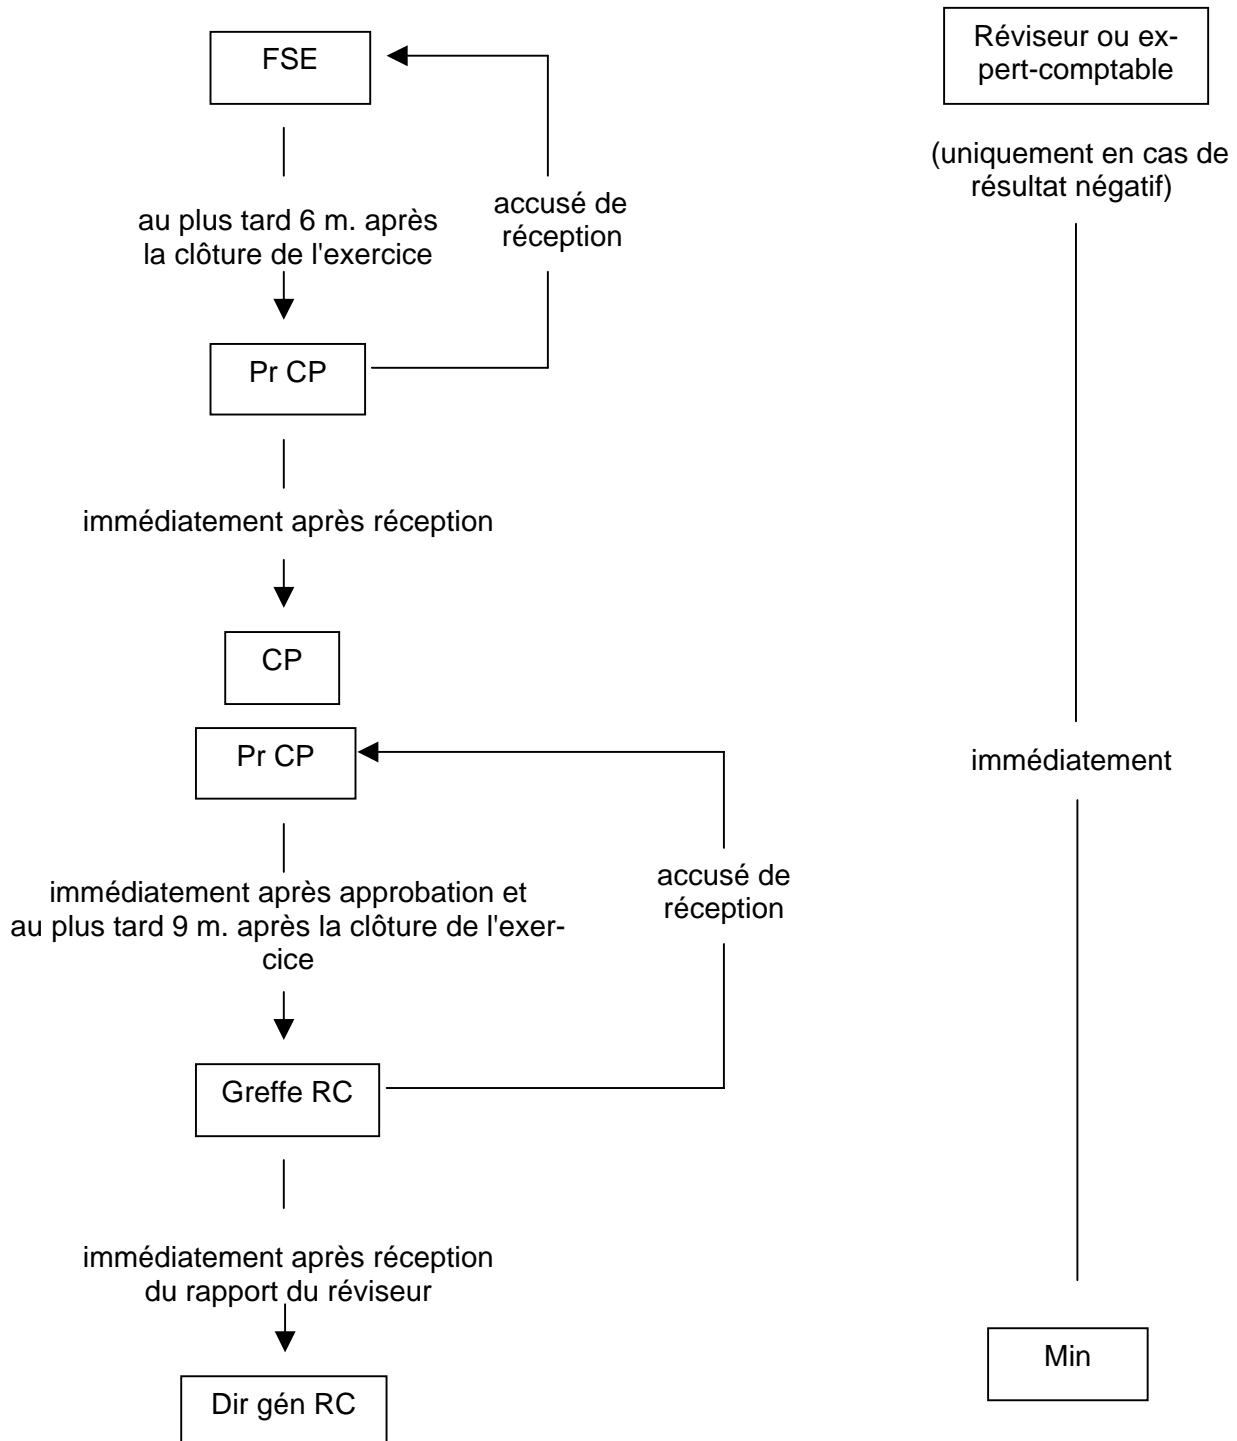 FSE
au plus tard 6 m. après
la clôture de l'exercice
accusé de
réception
Pr CP
immédiatement après réception
CP
Pr CP
immédiatement après approbation et
au plus tard 9 m. après la clôture de l'exer-
cice
accusé de
réception
Greffe RC
immédiatement après réception
du rapport du réviseur
Dir gén RC
Réviseur ou ex-
pert-comptable
(uniquement en cas de
résultat négatif)
immédiatement
Min